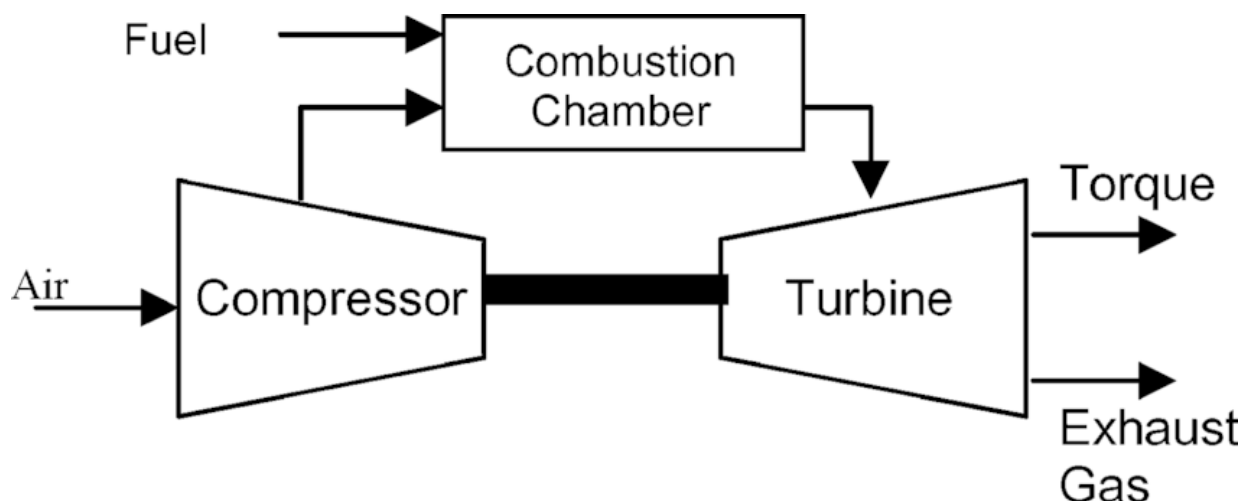 Fuel
Combustion
Chamber
Torque
Air
Compressor
Turbine
Exhaust
Gas